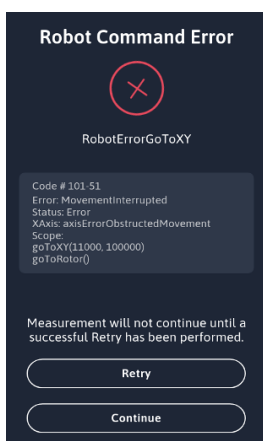 Robot Command Error
RobotErrorGoToXY
Code # 101-51
Error: MovementInterrupted
Status: Error
XAxis: axisErrorObstructedMovement
Scope:
goToXY(11000, 100000)
goToRotor()
Measurement will not continue until a
successful Retry has been performed.
Retry
Continue